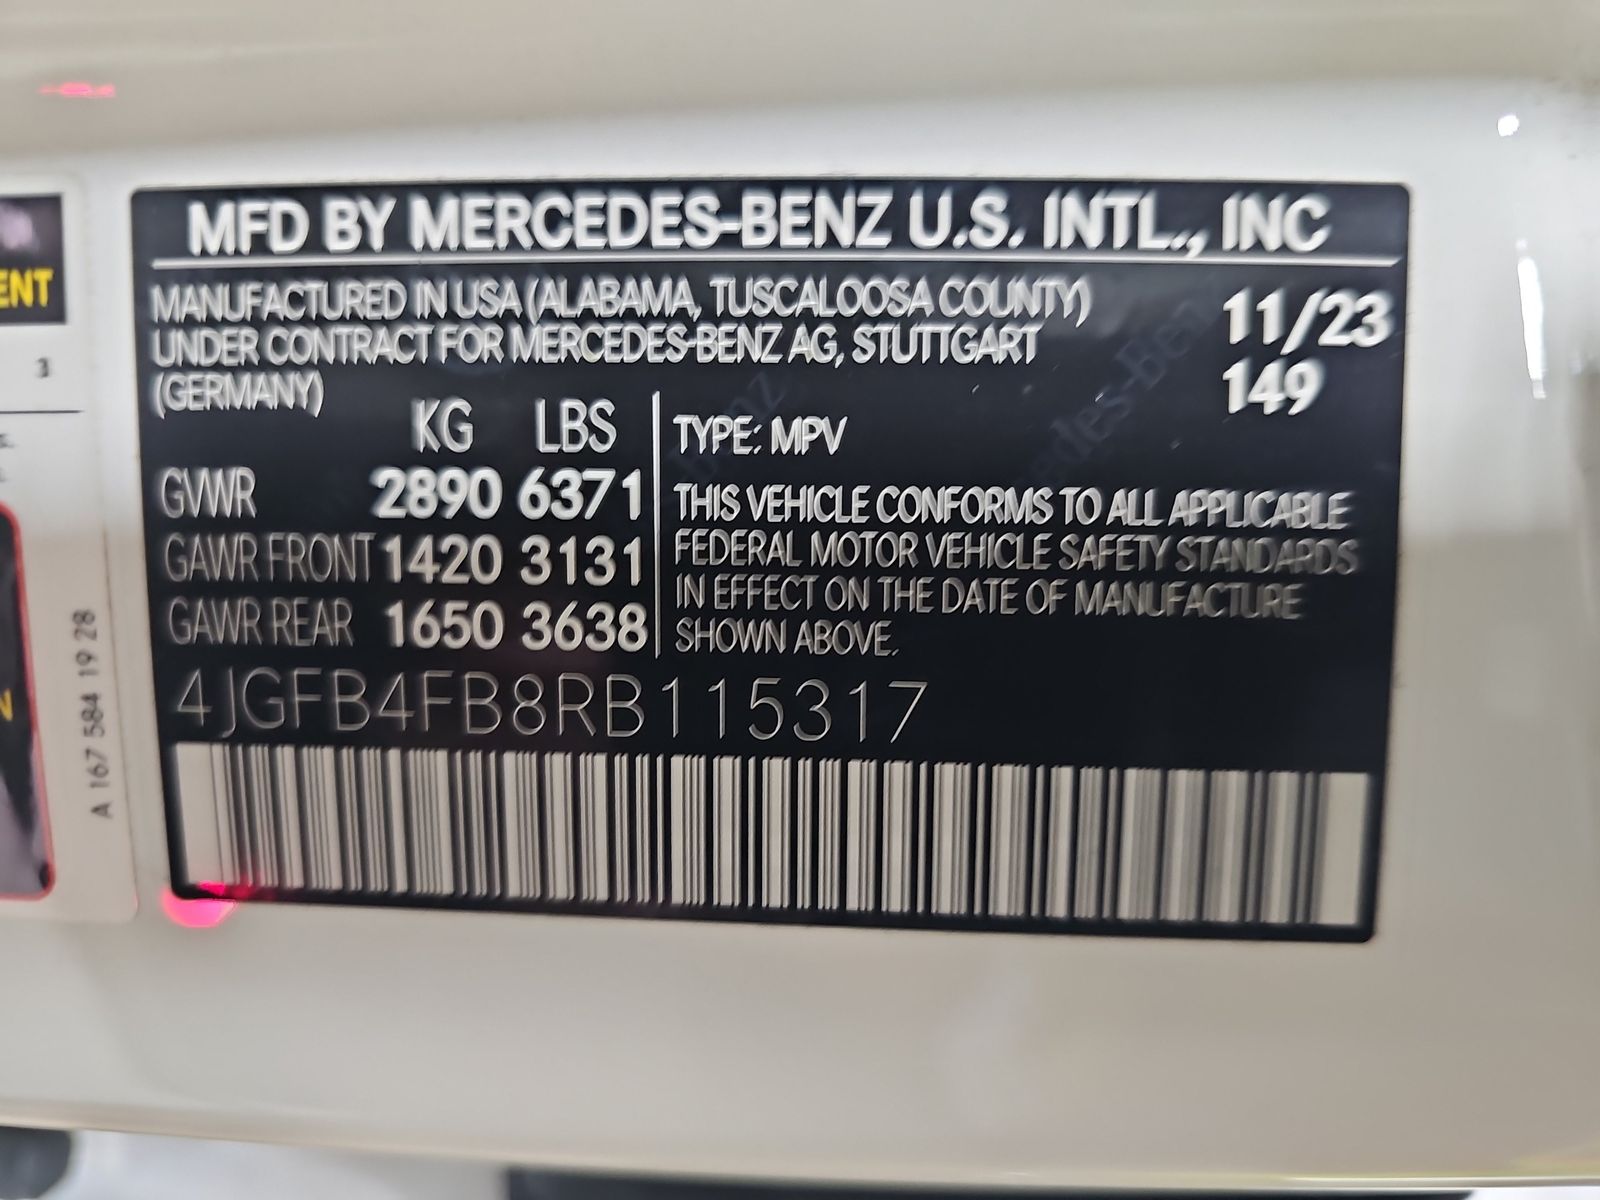 MFD BY MERCEDES-BENZ U.S. INTL., INC
MANUFACTURED IN USA (ALABAMA, TUSCALOOSA COUNTY)
UNDER CONTRACT FOR MERCEDES-BENZ AG, STUTTGART
(GERMANY)
11/23
149
KG LBS
GVWR 2890 6371
GAWR FRONT 1420 3131
GAWR REAR 1650 3638
TYPE: MPV
THIS VEHICLE CONFORMS TO ALL APPLICABLE
FEDERAL MOTOR VEHICLE SAFETY STANDARDS
IN EFFECT ON THE DATE OF MANUFACTURE
SHOWN ABOVE.
4JGFB4FB8RB115317
ENT
3
N
A 167 584 19 28